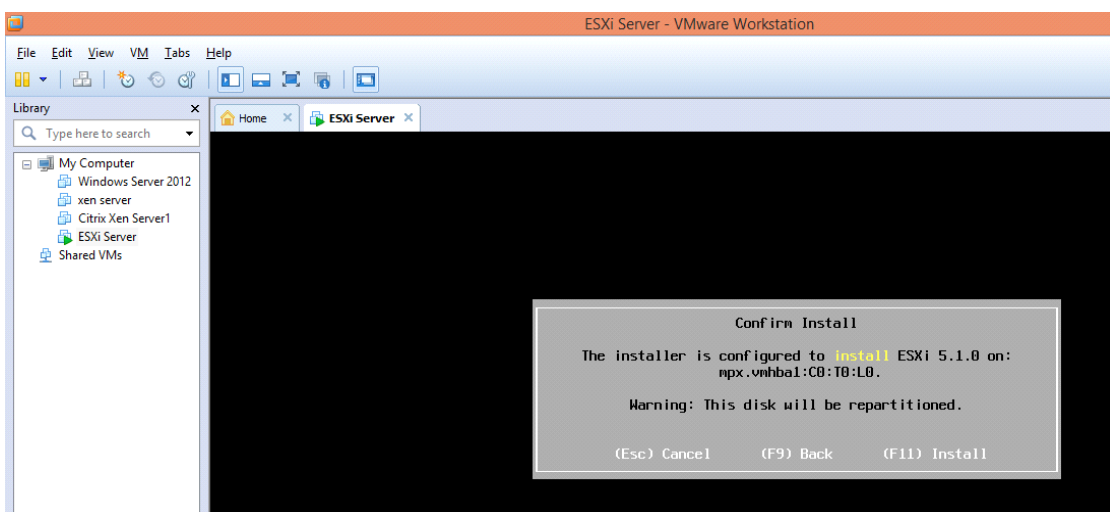 ESXi Server - VMware Workstation
File Edit View VM Tabs Help
Library x
Type here to search
Home
ESXi Server
My Computer
Windows Server 2012
xen server
Citrix Xen Server1
ESXi Server
Shared VMs
Confirm Install
The installer is configured to install ESXi 5.1.0 on:
mpx.vmhba1:C0:T0:L0.
Warning: This disk will be repartitioned.
(Esc) Cancel (F9) Back (F11) Install